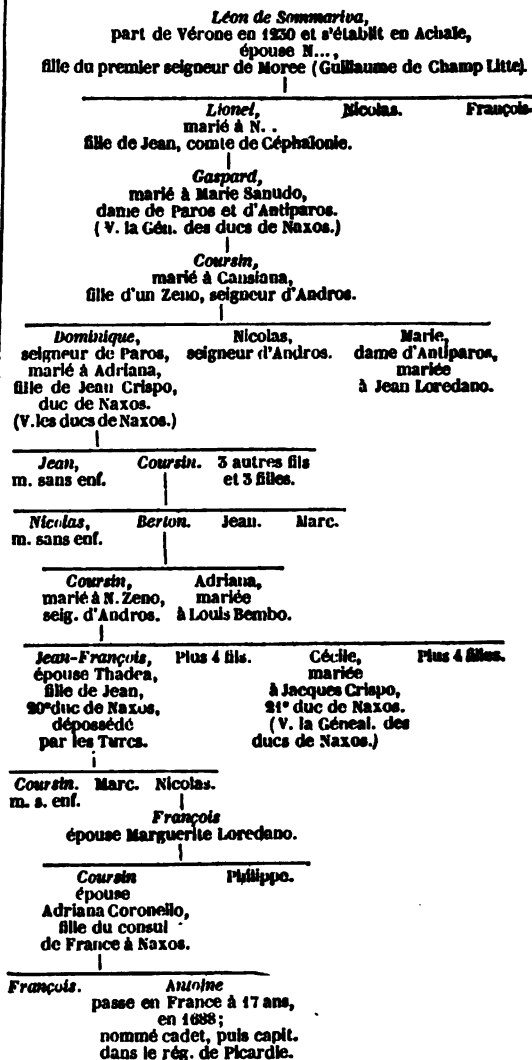 Léon de Sommariva,
part de Vérone en 1230 et s'établit en Achaïe,
épouse N...,
fille du premier seigneur de Moree (Guillaume de Champ Litte).
Lionel, Nicolas. François.
marié à N. .
fille de Jean, comte de Céphalonie.
Gaspard,
marié à Marie Sanudo,
dame de Paros et d'Antiparos.
(V. la Gén. des ducs de Naxos.)
Coursin,
marié à Cansiana,
fille d'un Zeno, seigneur d'Andros.
Dominique, Nicolas, Marie,
seigneur de Paros, seigneur d'Andros. dame d'Antiparos,
marié à Adriana, mariée
fille de Jean Crispo, à Jean Loredano.
duc de Naxos.
(V. les ducs de Naxos.)
Jean, Coursin. 3 autres fils
m. sans enf. et 3 filles.
Nicolas, Berton. Jean. Marc.
m. sans enf.
Coursin, Adriana,
marié à N. Zeno, mariée
seig. d'Andros. à Louis Bembo.
Jean-François, Plus 4 fils. Cécile, Plus 4 filles.
épouse Thadea, mariée
fille de Jean, à Jacques Crispo,
20e duc de Naxos, 21e duc de Naxos.
dépossédé (V. la Géneal. des
par les Turcs. ducs de Naxos.)
Coursin. Marc. Nicolas.
m. s. enf.
François
épouse Marguerite Loredano.
Coursin Philippe.
épouse
Adriana Coronello,
fille du consul
de France à Naxos.
François. Antoine
passe en France à 17 ans,
en 1688;
nommé cadet, puis capit.
dans le rég. de Picardie.